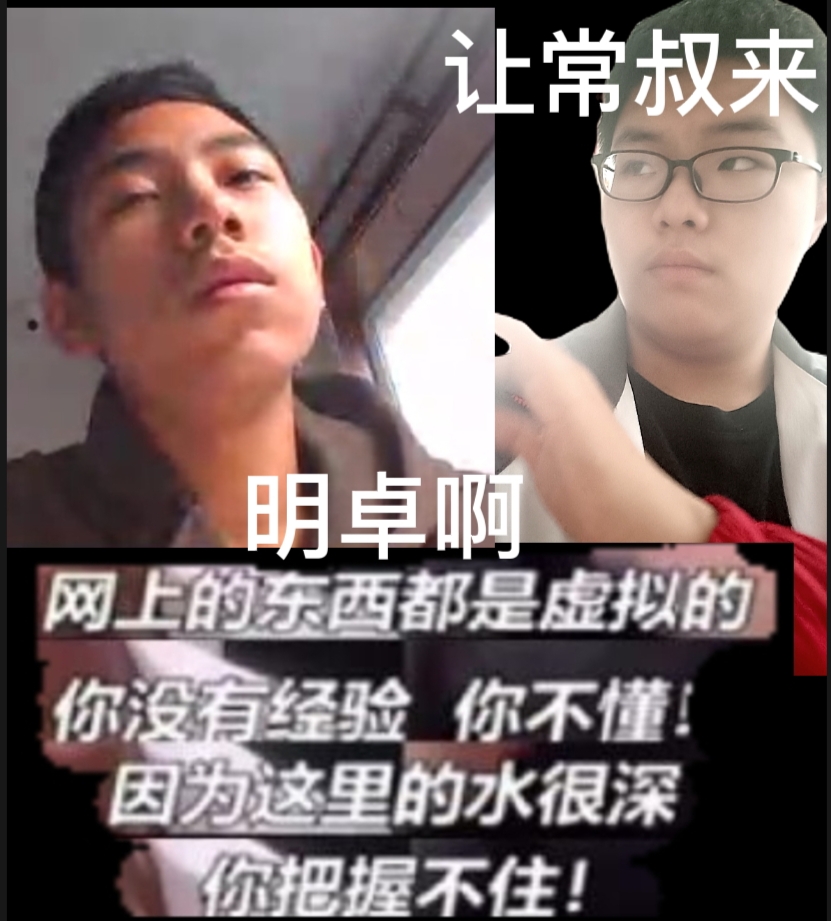 让常叔来
明卓啊
网上的东西都是虚拟的
你没有经验 你不懂!
因为这里的水很深
你把握不住!